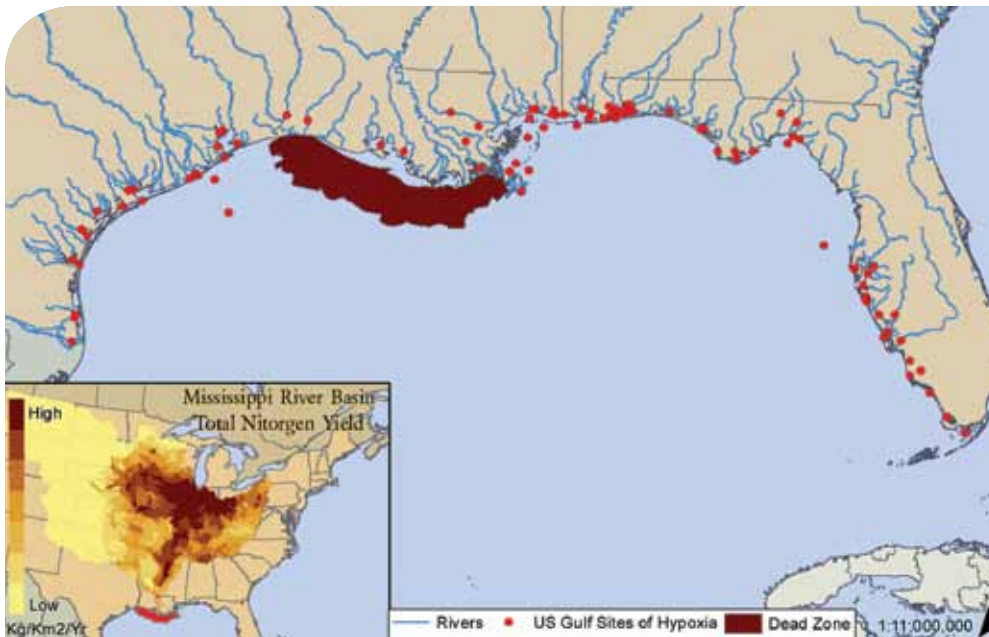 Mississippi River Basin
Total Nitorgen Yield
High
Low
Kg/Km2/Yr
Rivers
US Gulf Sites of Hypoxia
Dead Zone
1:11,000,000